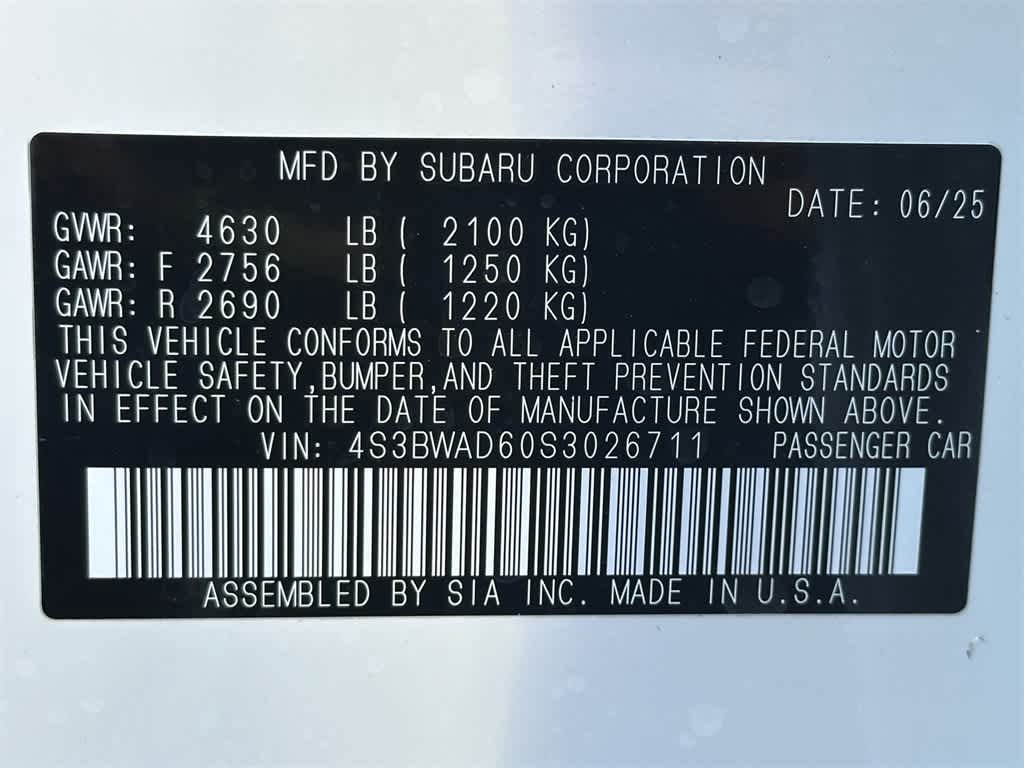 MFD BY SUBARU CORPORATION
DATE: 06/25
GVWR: 4630 LB ( 2100 KG)
GAWR: F 2756 LB ( 1250 KG)
GAWR: R 2690 LB ( 1220 KG)
THIS VEHICLE CONFORMS TO ALL APPLICABLE FEDERAL MOTOR
VEHICLE SAFETY,BUMPER,AND THEFT PREVENTION STANDARDS
IN EFFECT ON THE DATE OF MANUFACTURE SHOWN ABOVE.
VIN: 4S3BWAD60S3026711 PASSENGER CAR
ASSEMBLED BY SIA INC. MADE IN U.S.A.